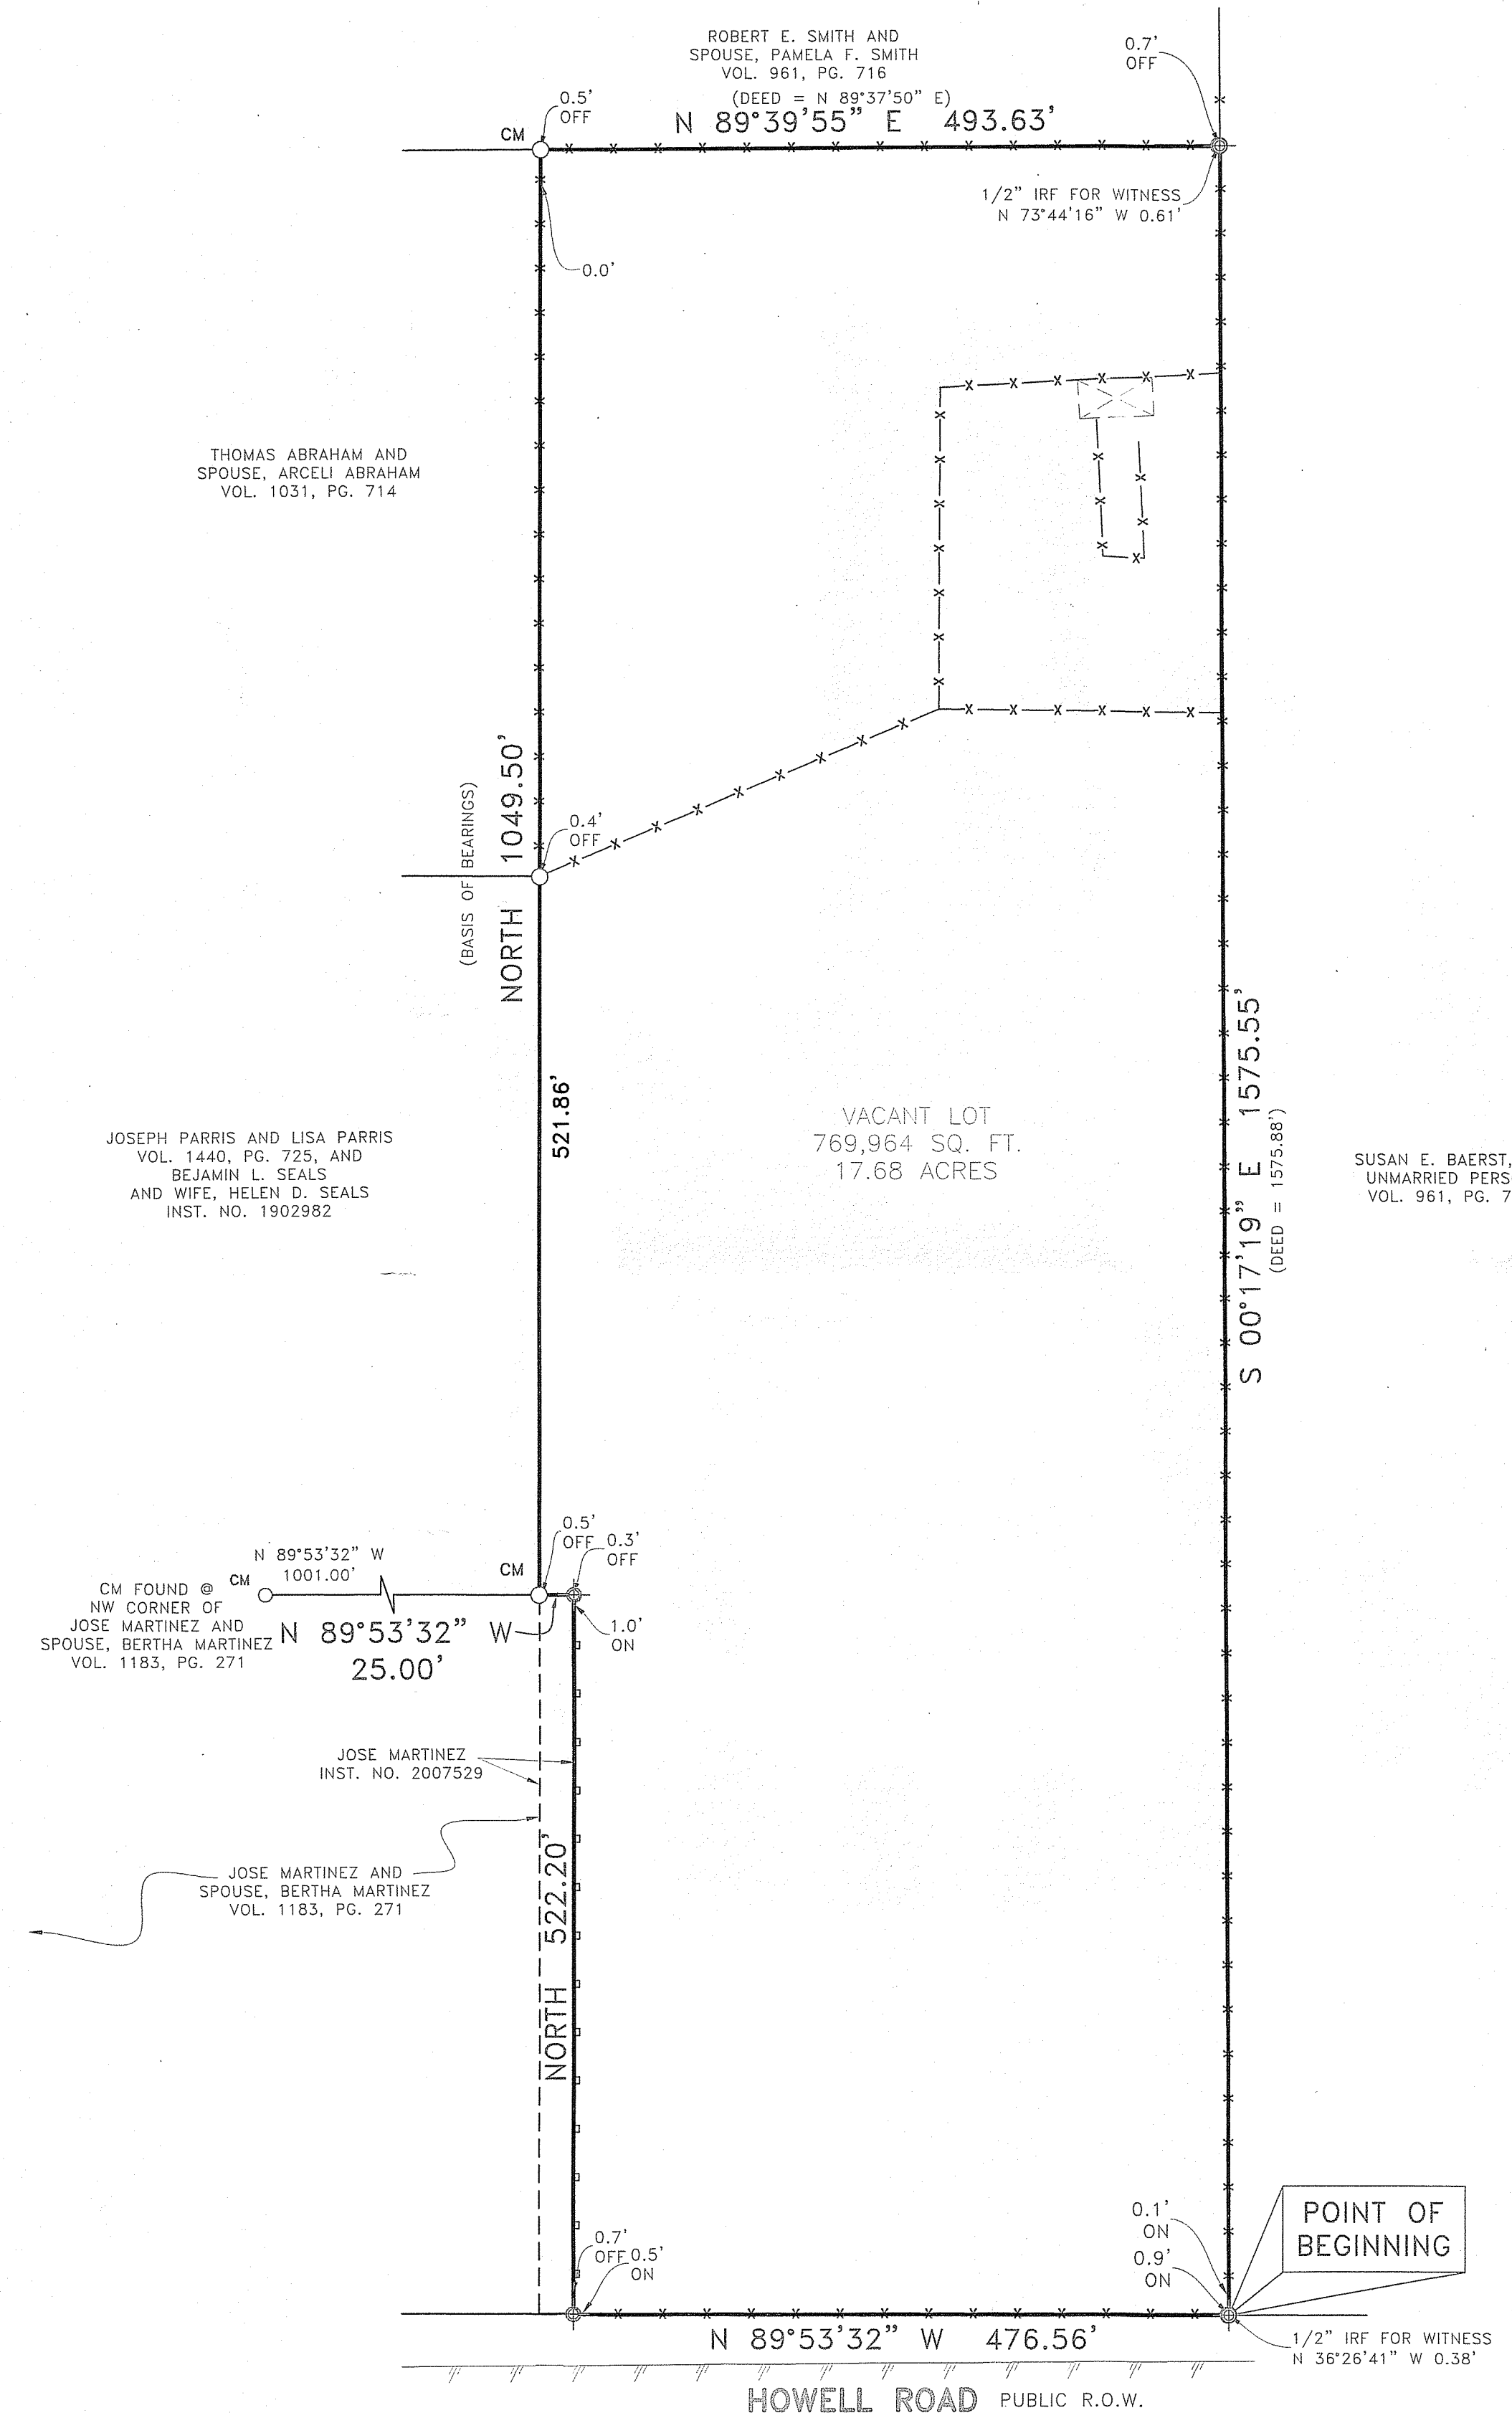 ROBERT E. SMITH AND
SPOUSE, PAMELA F. SMITH
VOL. 961, PG. 716
(DEED = N 89°37'50" E)
N 89°39'55" E 493.63'
0.7'
OFF
0.5'
OFF
CM
1/2" IRF FOR WITNESS
N 73°44'16" W 0.61'
0.0'
THOMAS ABRAHAM AND
SPOUSE, ARCELI ABRAHAM
VOL. 1031, PG. 714
NORTH 1049.50'
(BASIS OF BEARINGS)
0.4'
OFF
521.86'
VACANT LOT
769,964 SQ. FT.
17.68 ACRES
S 00°17'19" E 1575.55'
(DEED = 1575.88')
JOSEPH PARRIS AND LISA PARRIS
VOL. 1440, PG. 725, AND
BEJAMIN L. SEALS
AND WIFE, HELEN D. SEALS
INST. NO. 1902982
SUSAN E. BAERST,
UNMARRIED PERS
VOL. 961, PG. 7
0.5'
OFF
0.3'
OFF
CM
N 89°53'32" W
1001.00'
CM
CM FOUND @
NW CORNER OF
JOSE MARTINEZ AND
SPOUSE, BERTHA MARTINEZ
VOL. 1183, PG. 271
N 89°53'32" W
25.00'
1.0'
ON
JOSE MARTINEZ
INST. NO. 2007529
JOSE MARTINEZ AND
SPOUSE, BERTHA MARTINEZ
VOL. 1183, PG. 271
NORTH 522.20'
0.7'
OFF
0.5'
ON
0.1'
ON
0.9'
ON
POINT OF
BEGINNING
N 89°53'32" W 476.56'
1/2" IRF FOR WITNESS
N 36°26'41" W 0.38'
HOWELL ROAD PUBLIC R.O.W.